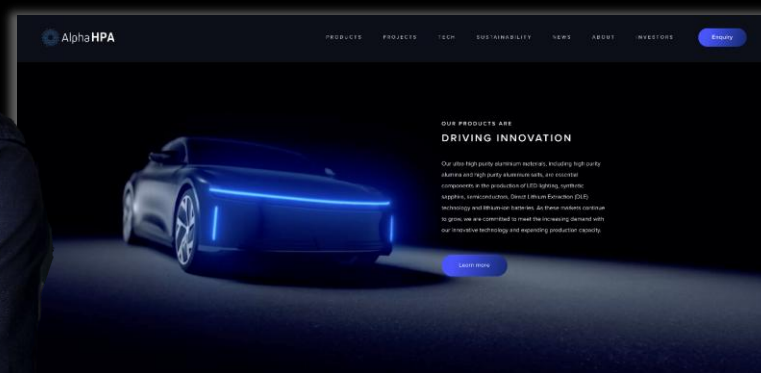 Alpha HPA
PRODUCTS PROJECTS TECH SUSTAINABILITY NEWS ABOUT INVESTORS Enquiry
OUR PRODUCTS ARE
DRIVING INNOVATION
Our ultra-high purity aluminium materials, including high purity
alumina and high purity aluminium salts, are essential
components in the production of LED lighting, synthetic
sapphire, semiconductors, Direct Lithium Extraction (DLE)
technology and lithium-ion batteries. As these markets continue
to grow, we are committed to meet the increasing demand with
our innovative technology and expanding production capacity.
Learn more